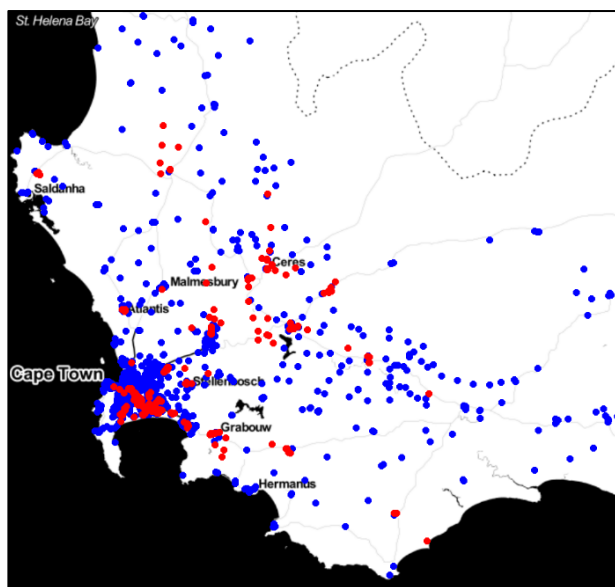 St. Helena Bay
Saldanha
Ceres
Malmesbury
Atlantis
Cape Town
Stellenbosch
Grabouw
Hermanus